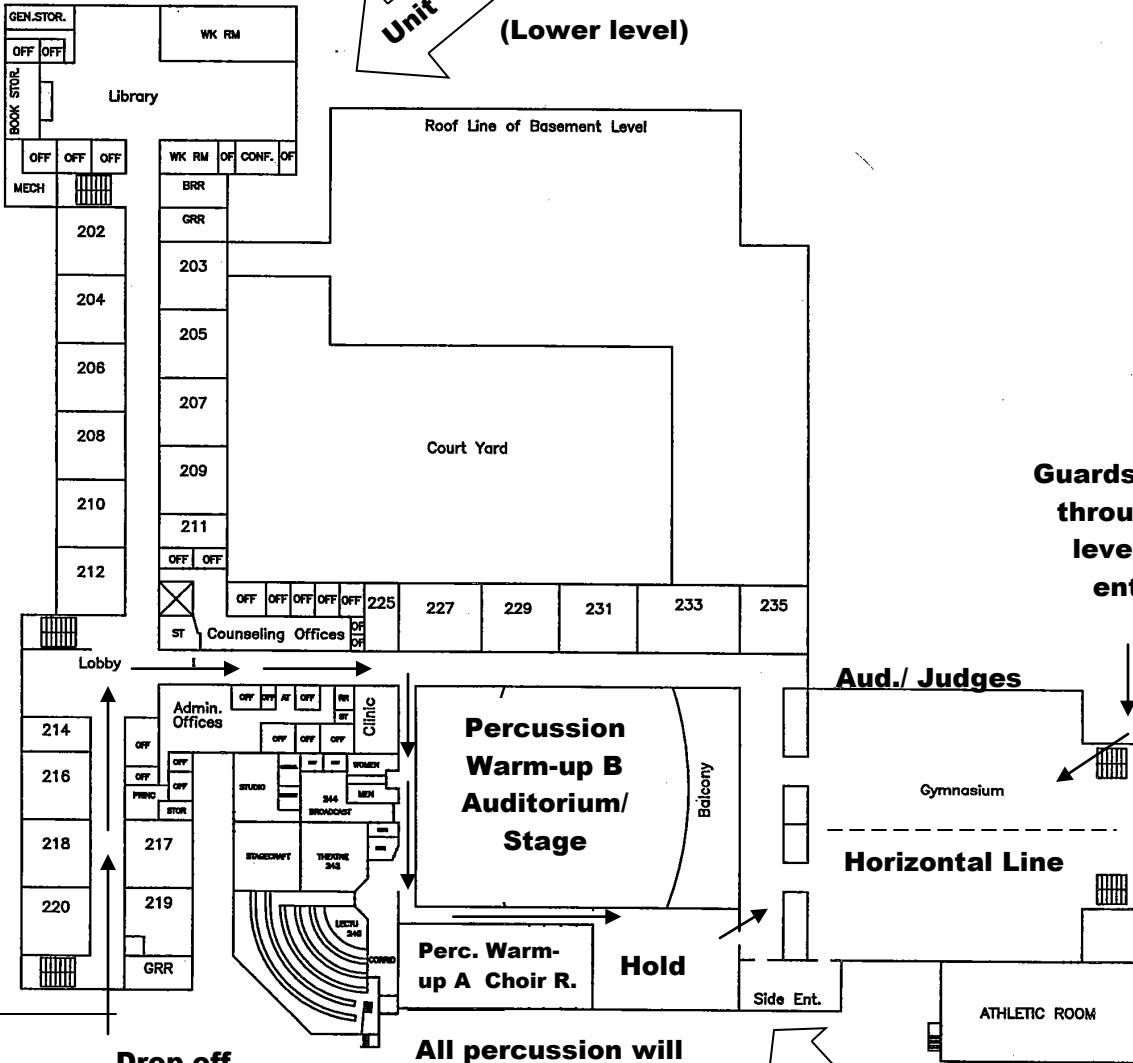 GEN.STOR.
WK RM
OFF OFF
BOOK STOR.
Library
OFF OFF OFF
WK RM OF CONF. OF
MECH
BRR
GRR
Unit
(Lower level)
Roof Line of Basement Level
202
203
204
205
206
207
208
209
210
211
OFF OFF
212
Court Yard
Guards
throu
leve
ent
OFF OFF OFF OFF OFF
225
227
229
231
233
235
OF
OF
ST
Counseling Offices
Lobby
Admin.
Offices
OFF OFF AT OFF
RR
ST
Clinic
OFF OFF OFF
214
216
218
220
OFF
OFF
OFF
OFF
PRINC
STOR
217
219
GRR
STUDIO
WOMEN
MEN
244
BROADCAST
STAGECRAFT
THEATRE
242
LECTU
CORRID
Percussion
Warm-up B
Auditorium/
Stage
Balcony
Aud./ Judges
Gymnasium
Horizontal Line
Perc. Warm-
up A Choir R.
Hold
Side Ent.
ATHLETIC ROOM
Drop off
All percussion will